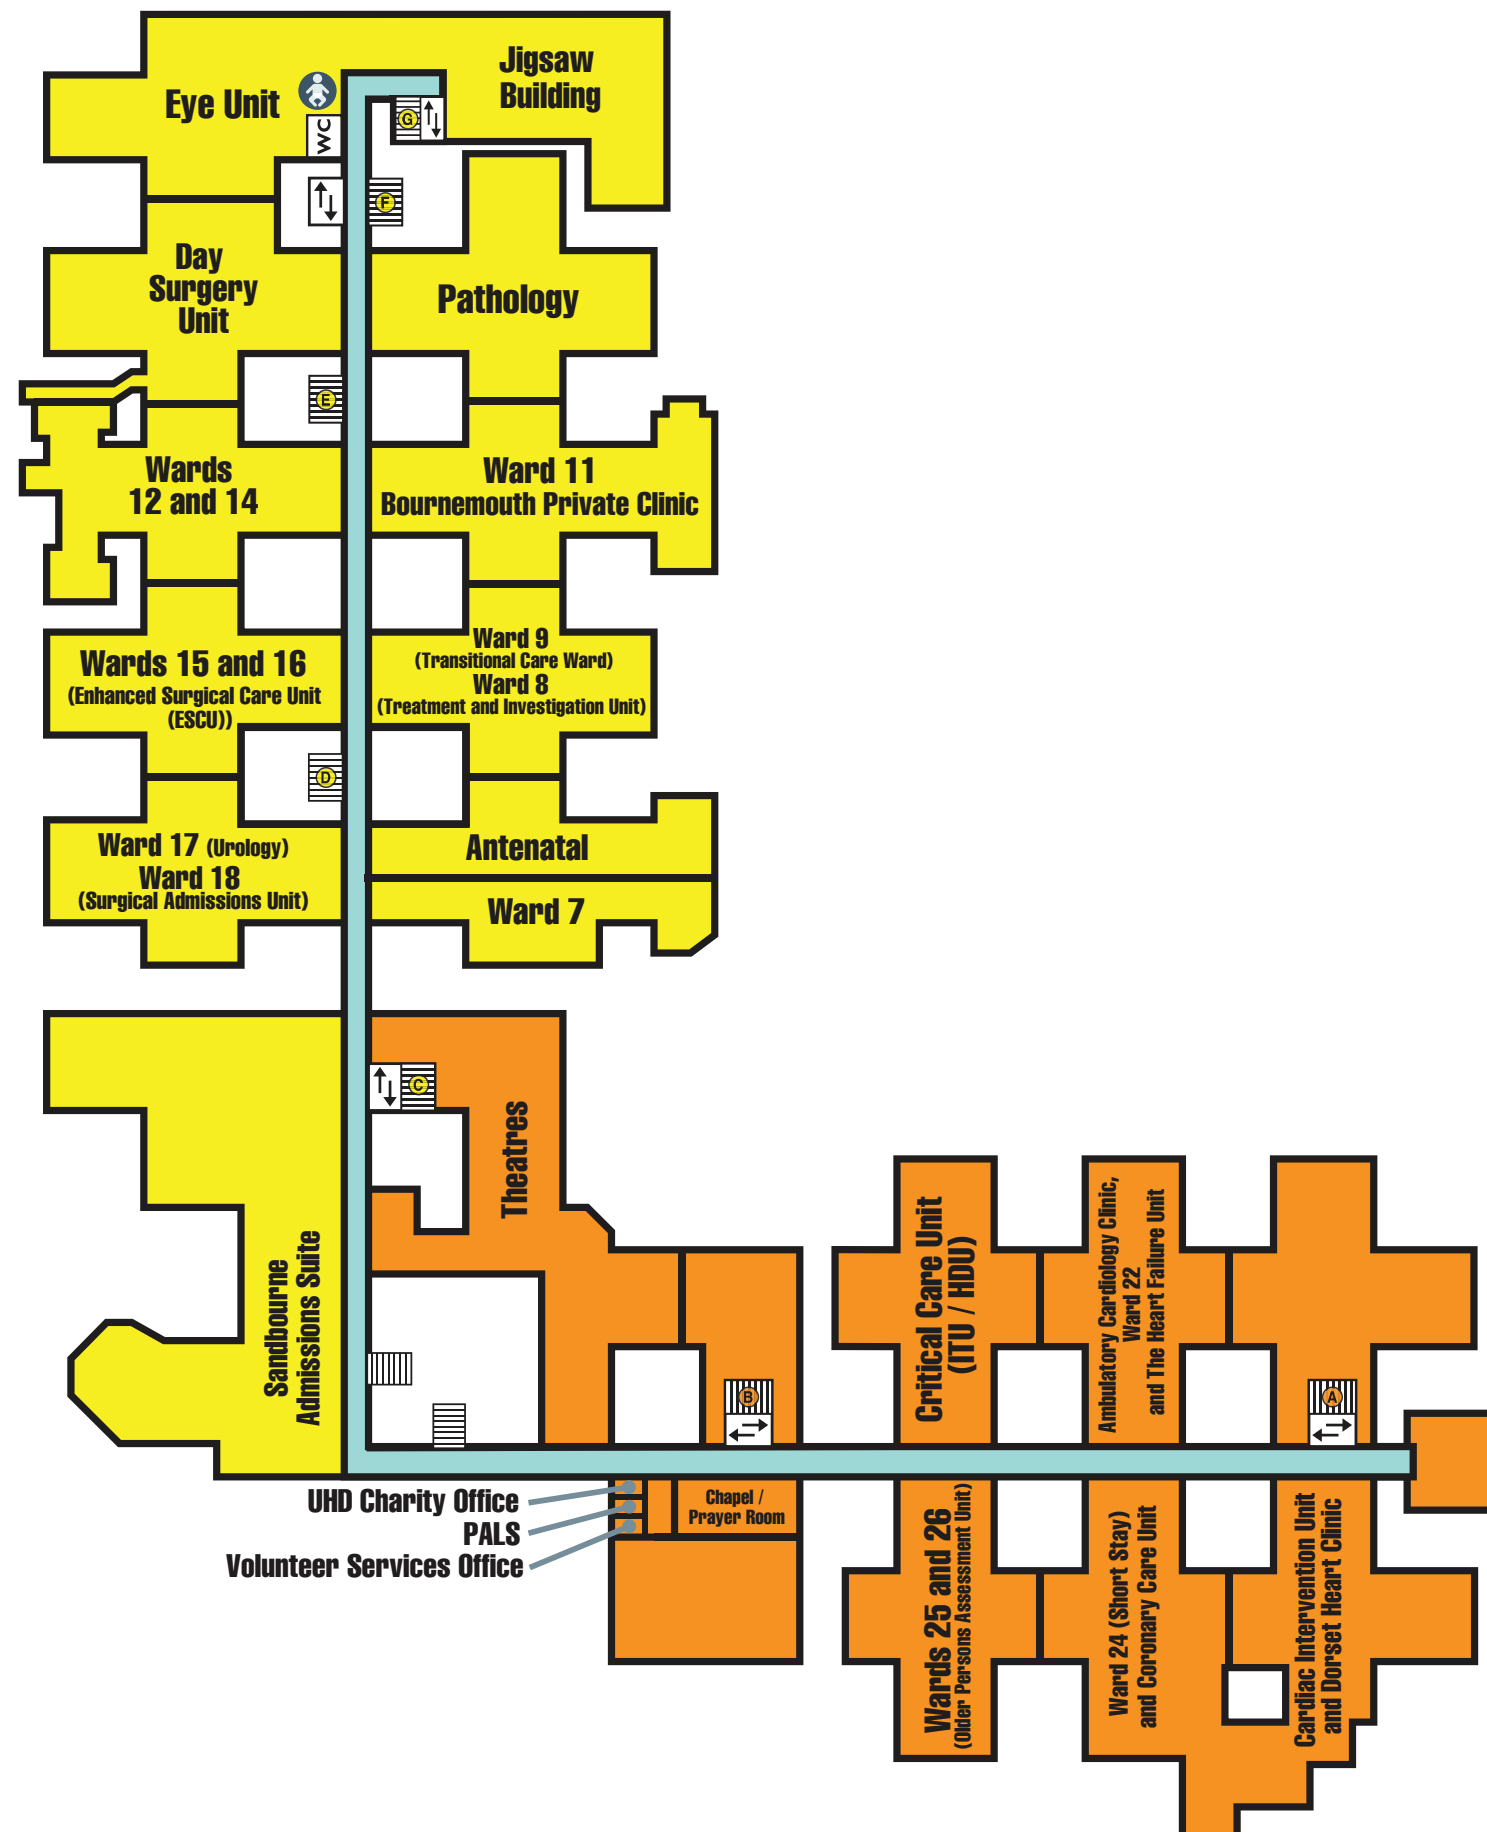 Jigsaw
Building
Eye Unit
WC
G
F
Day
Surgery
Unit
Pathology
E
Wards
12 and 14
Ward 11
Bournemouth Private Clinic
Wards 15 and 16
(Enhanced Surgical Care Unit
(ESCU))
Ward 9
(Transitional Care Ward)
Ward 8
(Treatment and Investigation Unit)
D
Ward 17 (Urology)
Ward 18
(Surgical Admissions Unit)
Antenatal
Ward 7
C
Theatres
Sandbourne
Admissions Suite
B
Critical Care Unit
(ITU / HDU)
Ambulatory Cardiology Clinic,
Ward 22
and The Heart Failure Unit
A
UHD Charity Office
PALS
Volunteer Services Office
Chapel /
Prayer Room
Wards 25 and 26
(Older Persons Assessment Unit)
Ward 24 (Short Stay)
and Coronary Care Unit
Cardiac Intervention Unit
and Dorset Heart Clinic